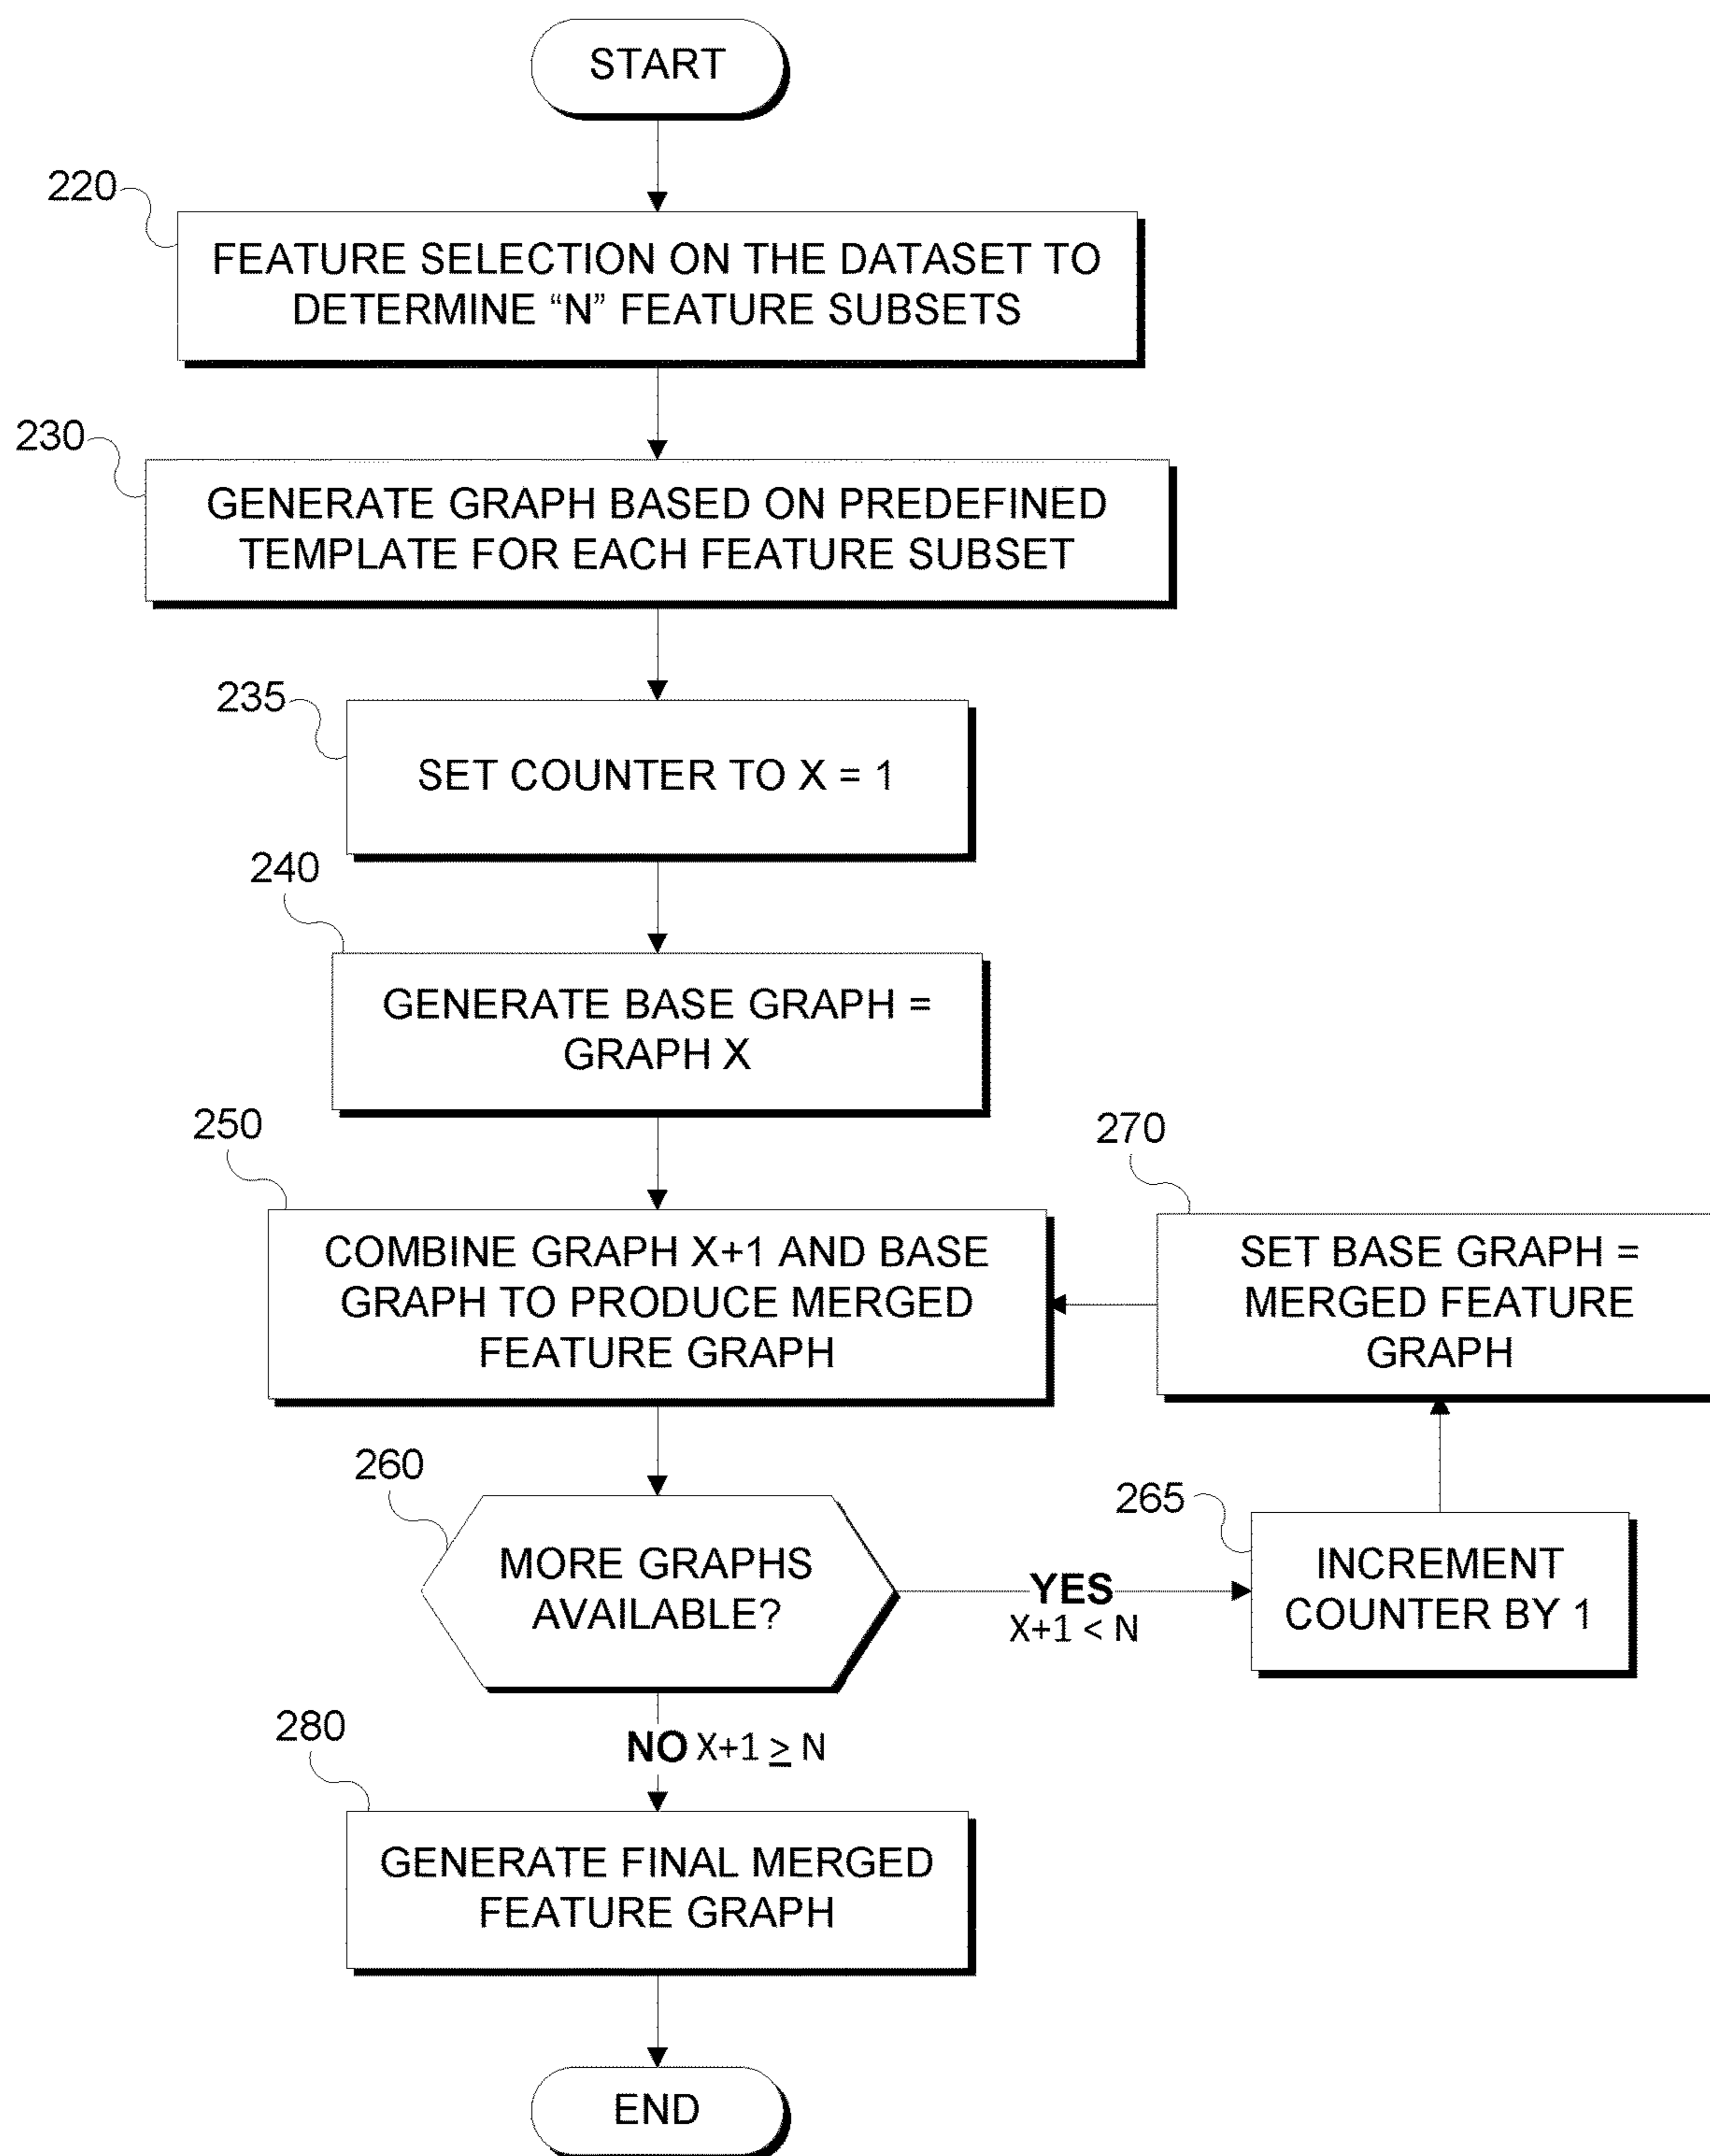 START
220
FEATURE SELECTION ON THE DATASET TO
DETERMINE “N” FEATURE SUBSETS
230
GENERATE GRAPH BASED ON PREDEFINED
TEMPLATE FOR EACH FEATURE SUBSET
235
SET COUNTER TO X = 1
240
GENERATE BASE GRAPH =
GRAPH X
250
COMBINE GRAPH X+1 AND BASE
GRAPH TO PRODUCE MERGED
FEATURE GRAPH
270
SET BASE GRAPH =
MERGED FEATURE
GRAPH
260
MORE GRAPHS
AVAILABLE?
YES
X+1 < N
265
INCREMENT
COUNTER BY 1
NO X+1 ≥ N
280
GENERATE FINAL MERGED
FEATURE GRAPH
END